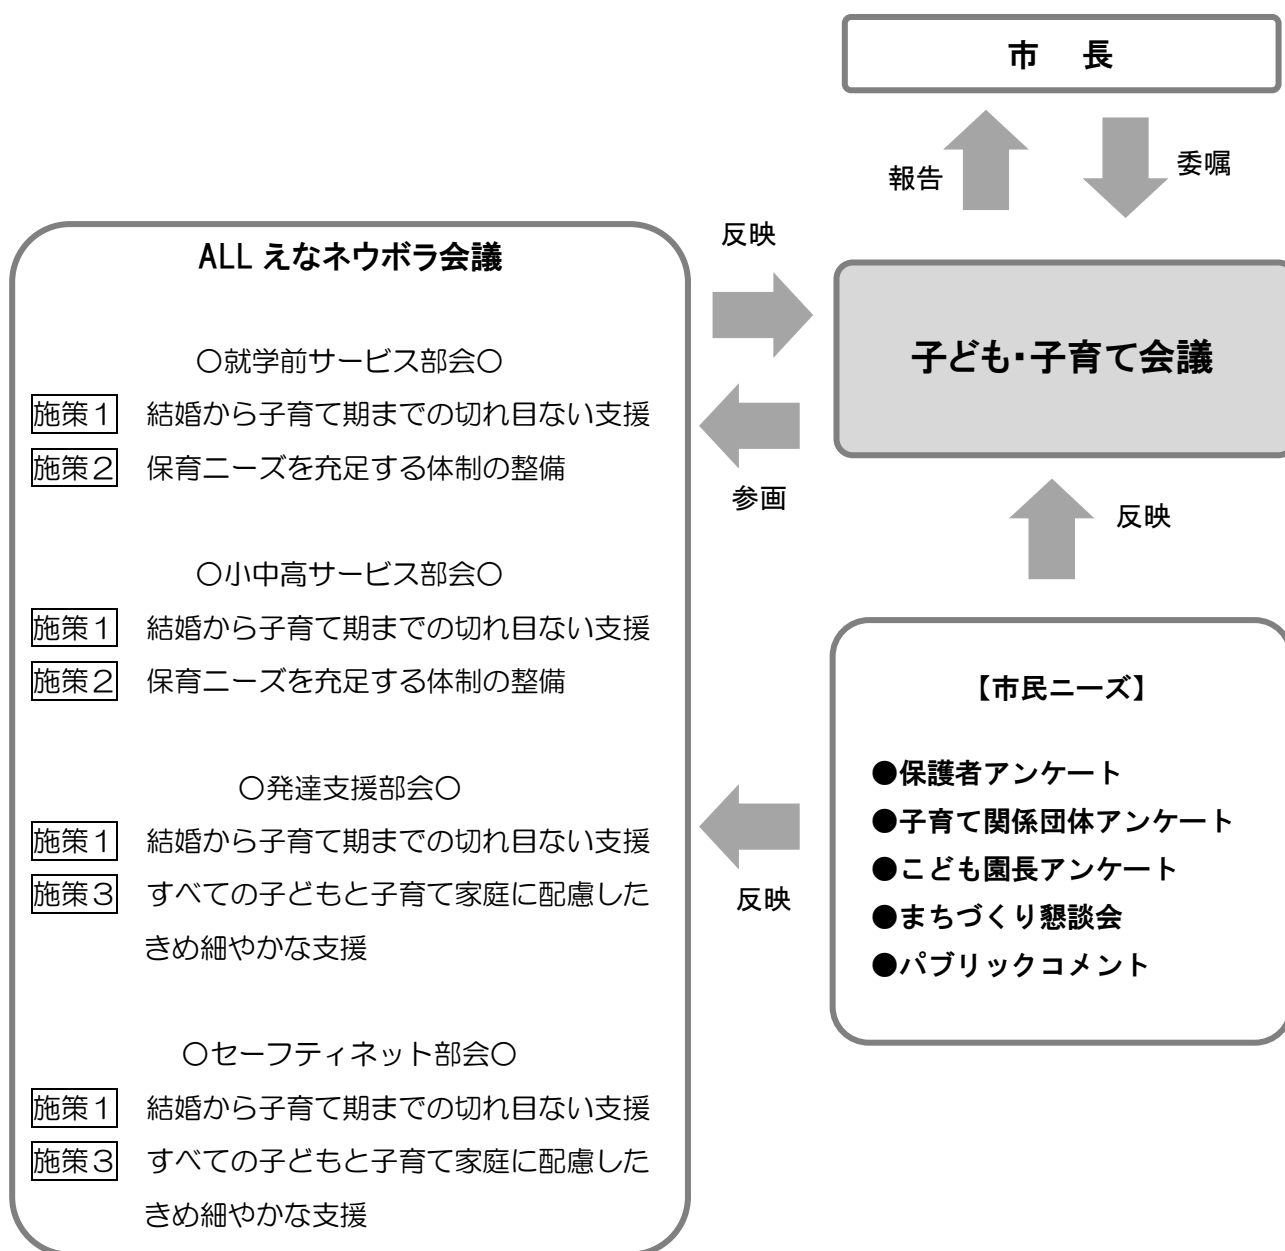 市　長
報告
委嘱
ALL えなネウボラ会議
〇就学前サービス部会〇
施策１　結婚から子育て期までの切れ目ない支援
施策２　保育ニーズを充足する体制の整備
〇小中高サービス部会〇
施策１　結婚から子育て期までの切れ目ない支援
施策２　保育ニーズを充足する体制の整備
〇発達支援部会〇
施策１　結婚から子育て期までの切れ目ない支援
施策３　すべての子どもと子育て家庭に配慮した
きめ細やかな支援
〇セーフティネット部会〇
施策１　結婚から子育て期までの切れ目ない支援
施策３　すべての子どもと子育て家庭に配慮した
きめ細やかな支援
反映
参画
子ども・子育て会議
反映
反映
【市民ニーズ】
●保護者アンケート
●子育て関係団体アンケート
●こども園長アンケート
●まちづくり懇談会
●パブリックコメント